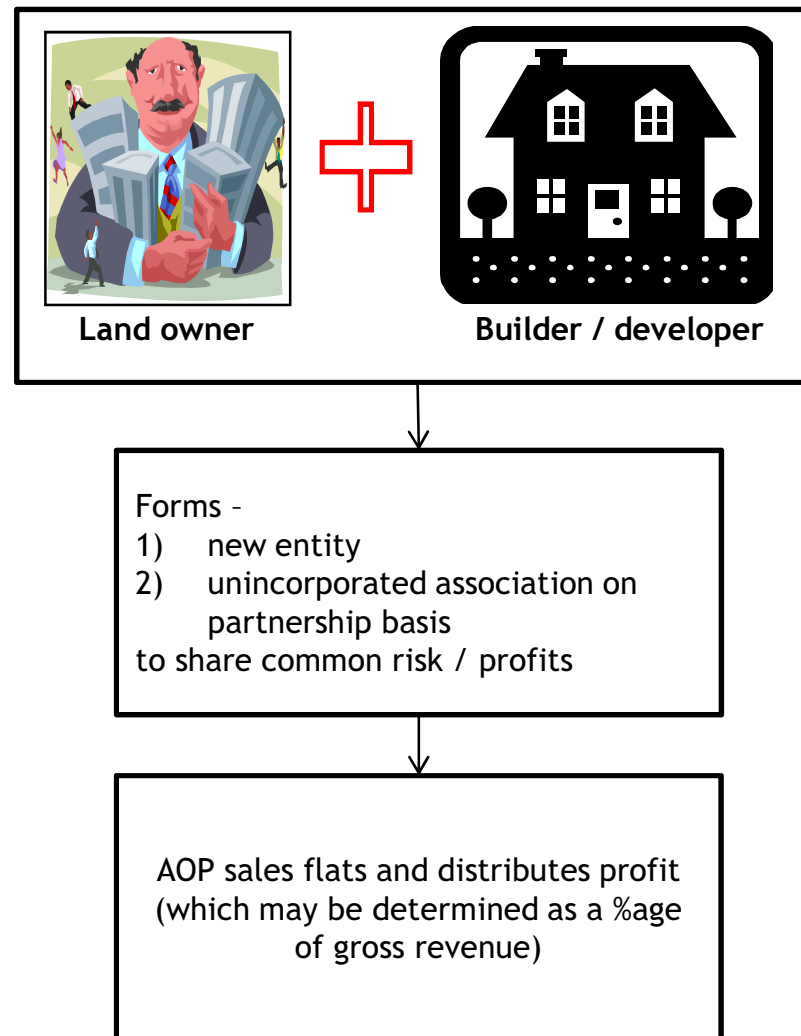 Land owner
Builder / developer
Forms –
1) new entity
2) unincorporated association on
partnership basis
to share common risk / profits
AOP sales flats and distributes profit
(which may be determined as a %age
of gross revenue)